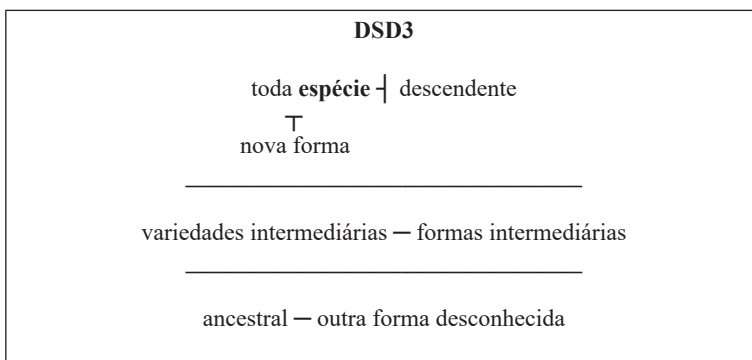 DSD3
toda espécie ┤ descendente
┬
nova forma
variedades intermediárias — formas intermediárias
ancestral — outra forma desconhecida